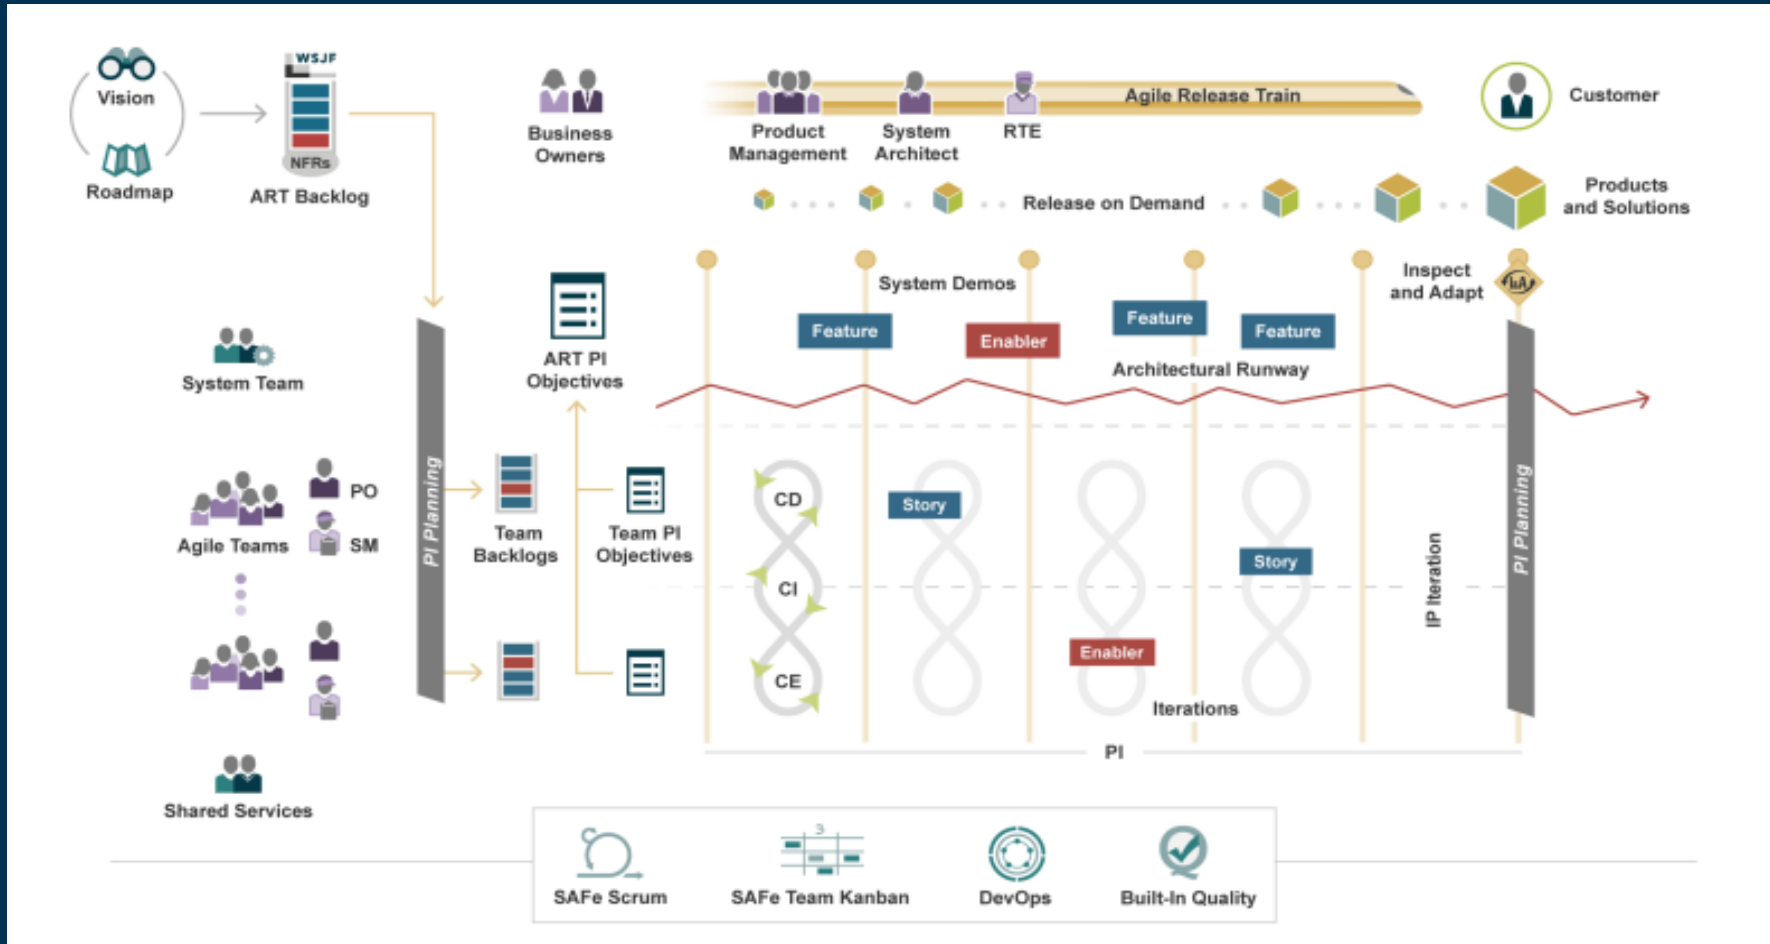 Vision
Roadmap
WSJF
NFRs
ART Backlog
Business
Owners
Agile Release Train
Product
Management
System
Architect
RTE
Customer
Release on Demand
Products
and Solutions
System Demos
Inspect
and Adapt
I&A
Feature
Enabler
Feature
Feature
Architectural Runway
ART PI
Objectives
System Team
Agile Teams
PO
SM
PI Planning
Team
Backlogs
Team PI
Objectives
CD
CI
CE
Story
Enabler
Story
Iterations
IP Iteration
PI Planning
PI
Shared Services
3
SAFe Scrum
SAFe Team Kanban
DevOps
Built-In Quality